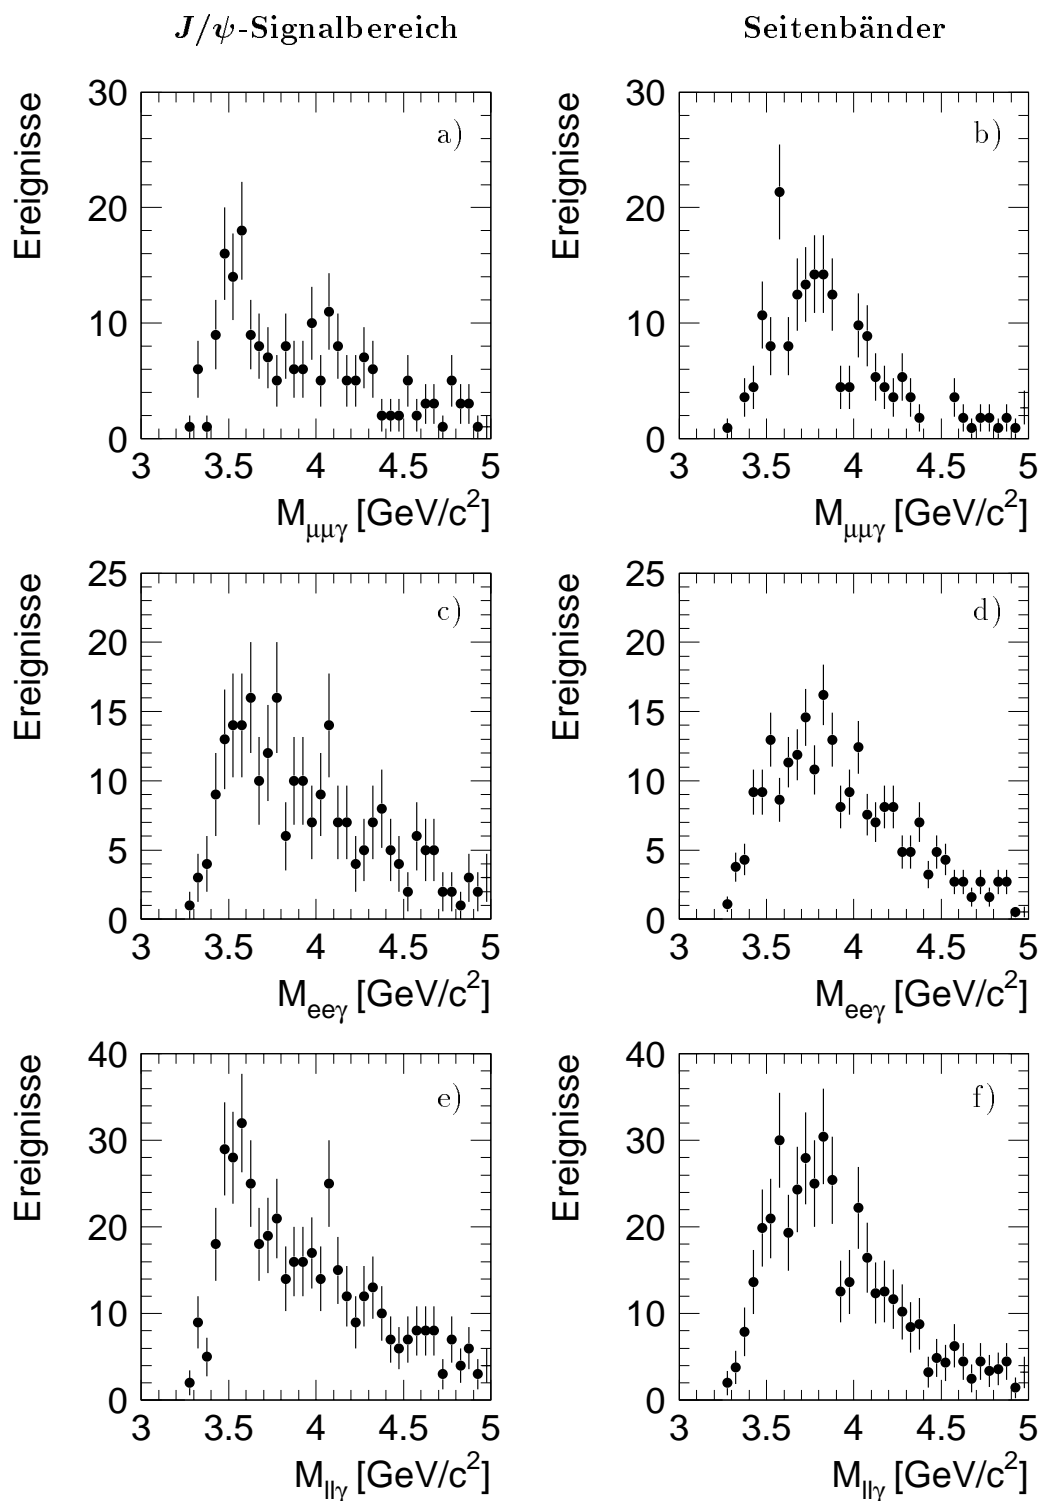 J/ψ-Signalbereich Seitenbänder
Ereignisse
30
20
10
0
a)
3 3.5 4 4.5 5
M_μμγ [GeV/c²]
Ereignisse
30
20
10
0
b)
3 3.5 4 4.5 5
M_μμγ [GeV/c²]
Ereignisse
25
20
15
10
5
0
c)
3 3.5 4 4.5 5
M_eeγ [GeV/c²]
Ereignisse
25
20
15
10
5
0
d)
3 3.5 4 4.5 5
M_eeγ [GeV/c²]
Ereignisse
40
30
20
10
0
e)
3 3.5 4 4.5 5
M_llγ [GeV/c²]
Ereignisse
40
30
20
10
0
f)
3 3.5 4 4.5 5
M_llγ [GeV/c²]